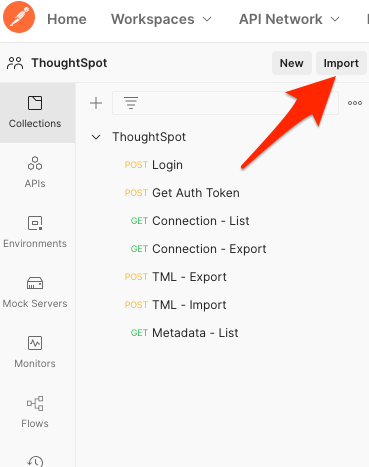 Home Workspaces API Network
ThoughtSpot New Import
Collections
APIs
Environments
Mock Servers
Monitors
Flows
ThoughtSpot
POST Login
POST Get Auth Token
GET Connection - List
GET Connection - Export
POST TML - Export
POST TML - Import
GET Metadata - List